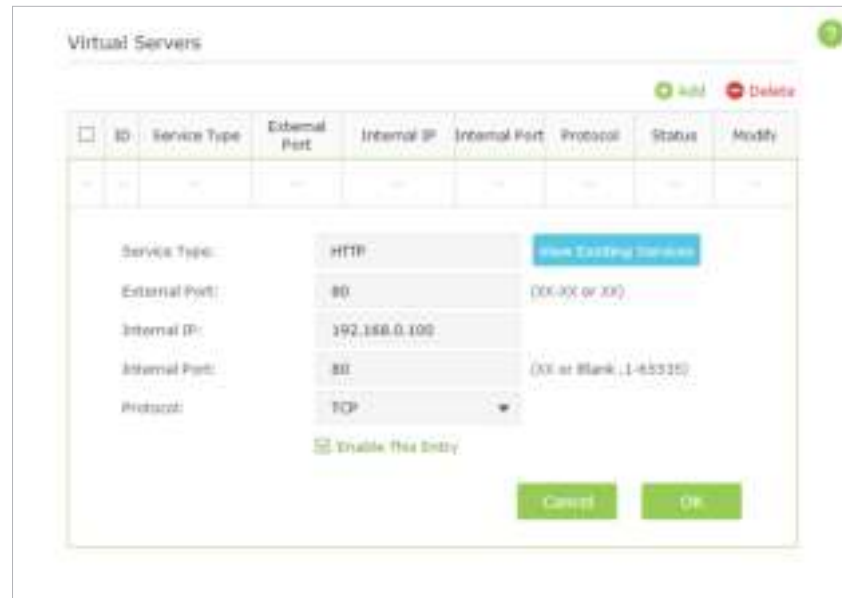 Virtual Servers
?
Add Delete
ID Service Type External Port Internal IP Internal Port Protocol Status Modify
-- -- -- -- -- -- -- -- --
Service Type: HTTP View Existing Services
External Port: 80 (XX-XX or XX)
Internal IP: 192.168.0.100
Internal Port: 80 (XX or Blank ,1-65535)
Protocol: TCP
Enable This Entry
Cancel OK